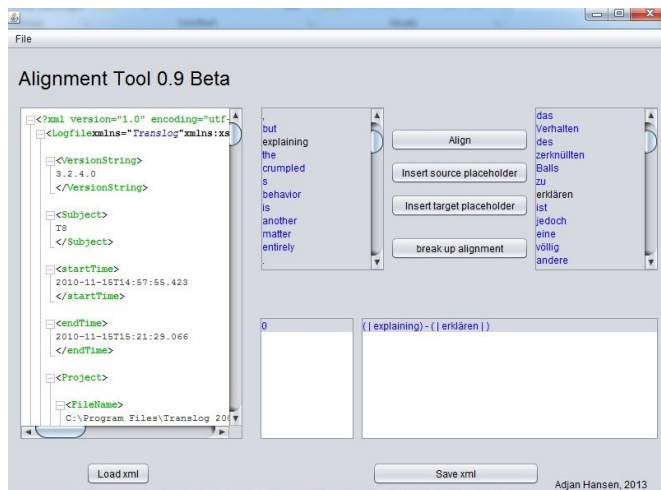 File
Alignment Tool 0.9 Beta
<?xml version="1.0" encoding="utf-
<Logfilexmlns="Translog"xmlns:xs
<VersionString>
3.2.4.0
</VersionString>
<Subject>
T8
</Subject>
<startTime>
2010-11-15T14:57:55.423
</startTime>
<endTime>
2010-11-15T15:21:29.066
</endTime>
<Project>
<FileName>
C:\Program Files\Translog 200
,
but
explaining
the
crumpled
s
behavior
is
another
matter
entirely
.
Align
Insert source placeholder
Insert target placeholder
break up alignment
das
Verhalten
des
zerknüllten
Balls
zu
erklären
ist
jedoch
eine
völlig
andere
0
( | explaining) - ( | erklären | )
Load xml
Save xml
Adjan Hansen, 2013